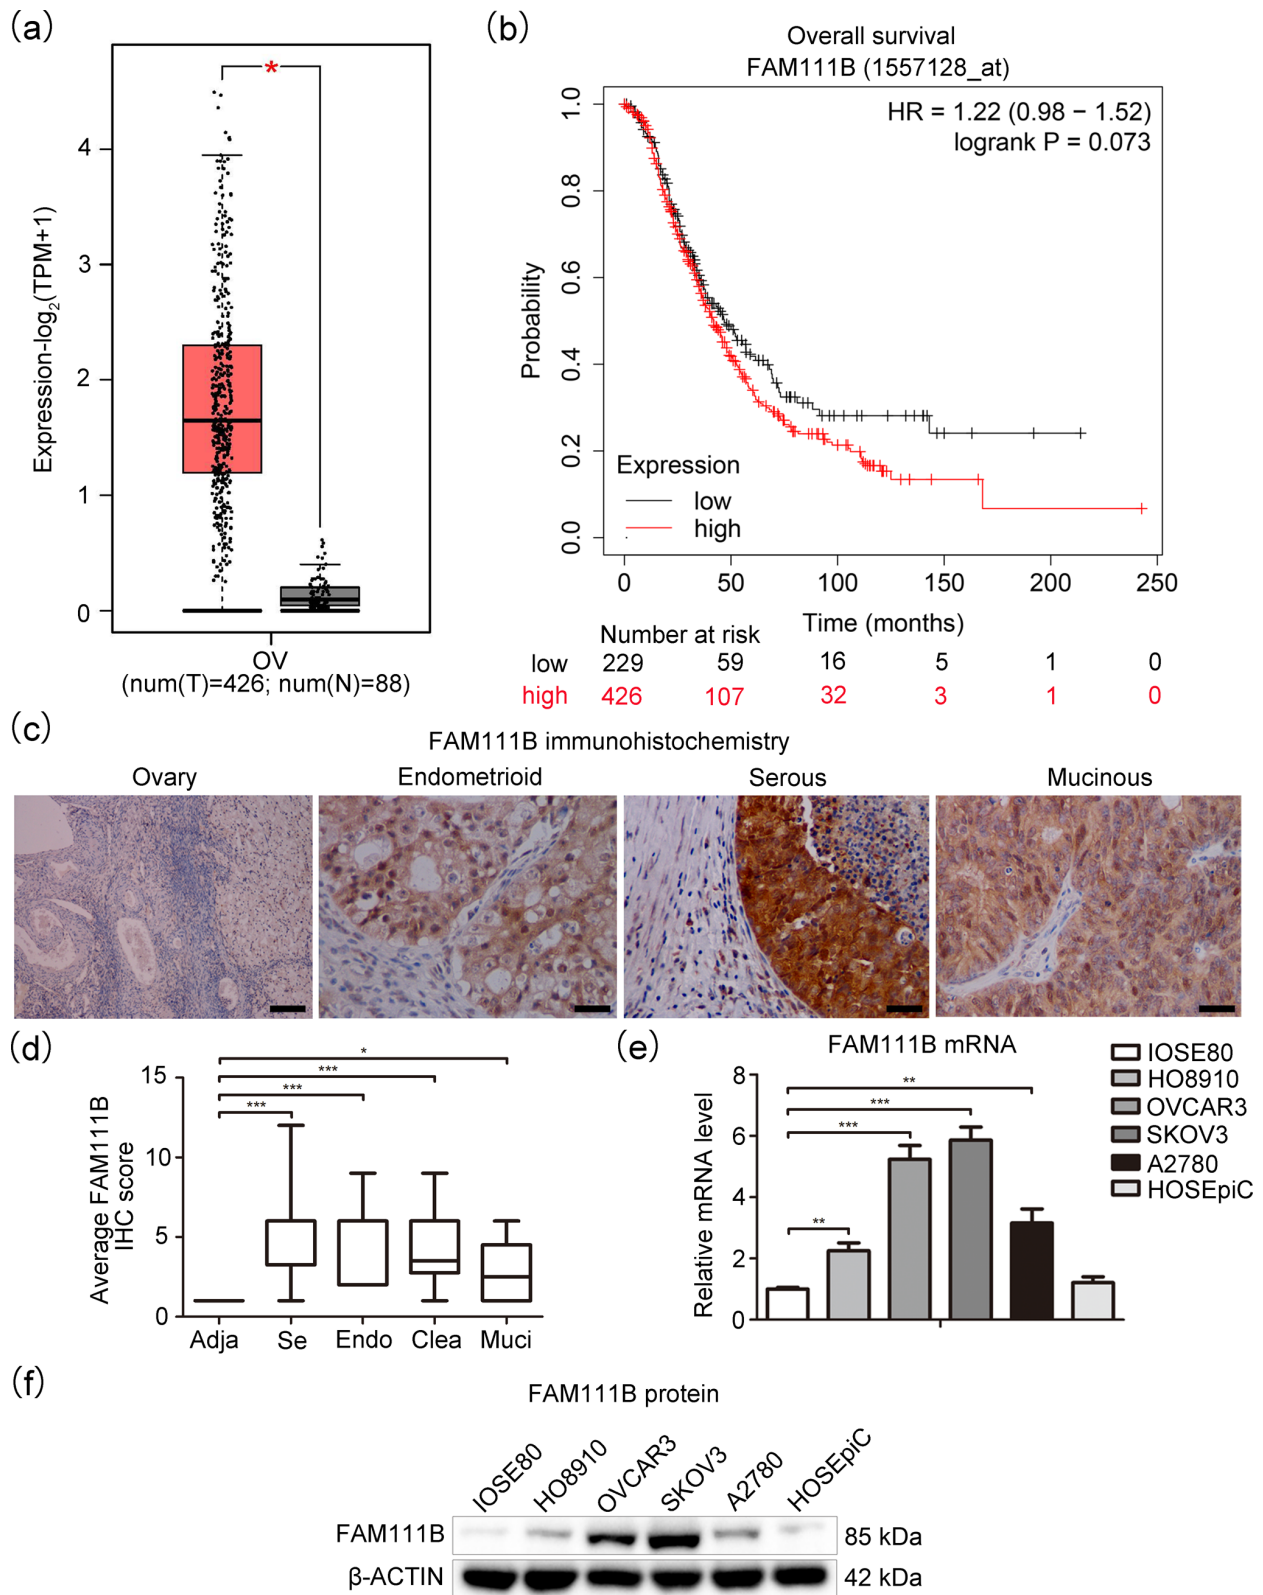 (a)
*
Expression-log2(TPM+1)
4
3
2
1
0
OV
(num(T)=426; num(N)=88)
(b)
Overall survival
FAM111B (1557128_at)
HR = 1.22 (0.98 − 1.52)
logrank P = 0.073
Probability
1.0
0.8
0.6
0.4
0.2
0.0
Expression
low
high
0 50 100 150 200 250
Time (months)
Number at risk
low 229 59 16 5 1 0
high 426 107 32 3 1 0
(c)
FAM111B immunohistochemistry
Ovary Endometrioid Serous Mucinous
(d)
Average FAM111B
IHC score
15
10
5
0
*
***
***
***
Adja Se Endo Clea Muci
(e)
FAM111B mRNA
Relative mRNA level
8
6
4
2
0
**
***
***
**
IOSE80
HO8910
OVCAR3
SKOV3
A2780
HOSEpiC
(f)
FAM111B protein
IOSE80 HO8910 OVCAR3 SKOV3 A2780 HOSEpiC
FAM111B 85 kDa
β-ACTIN 42 kDa